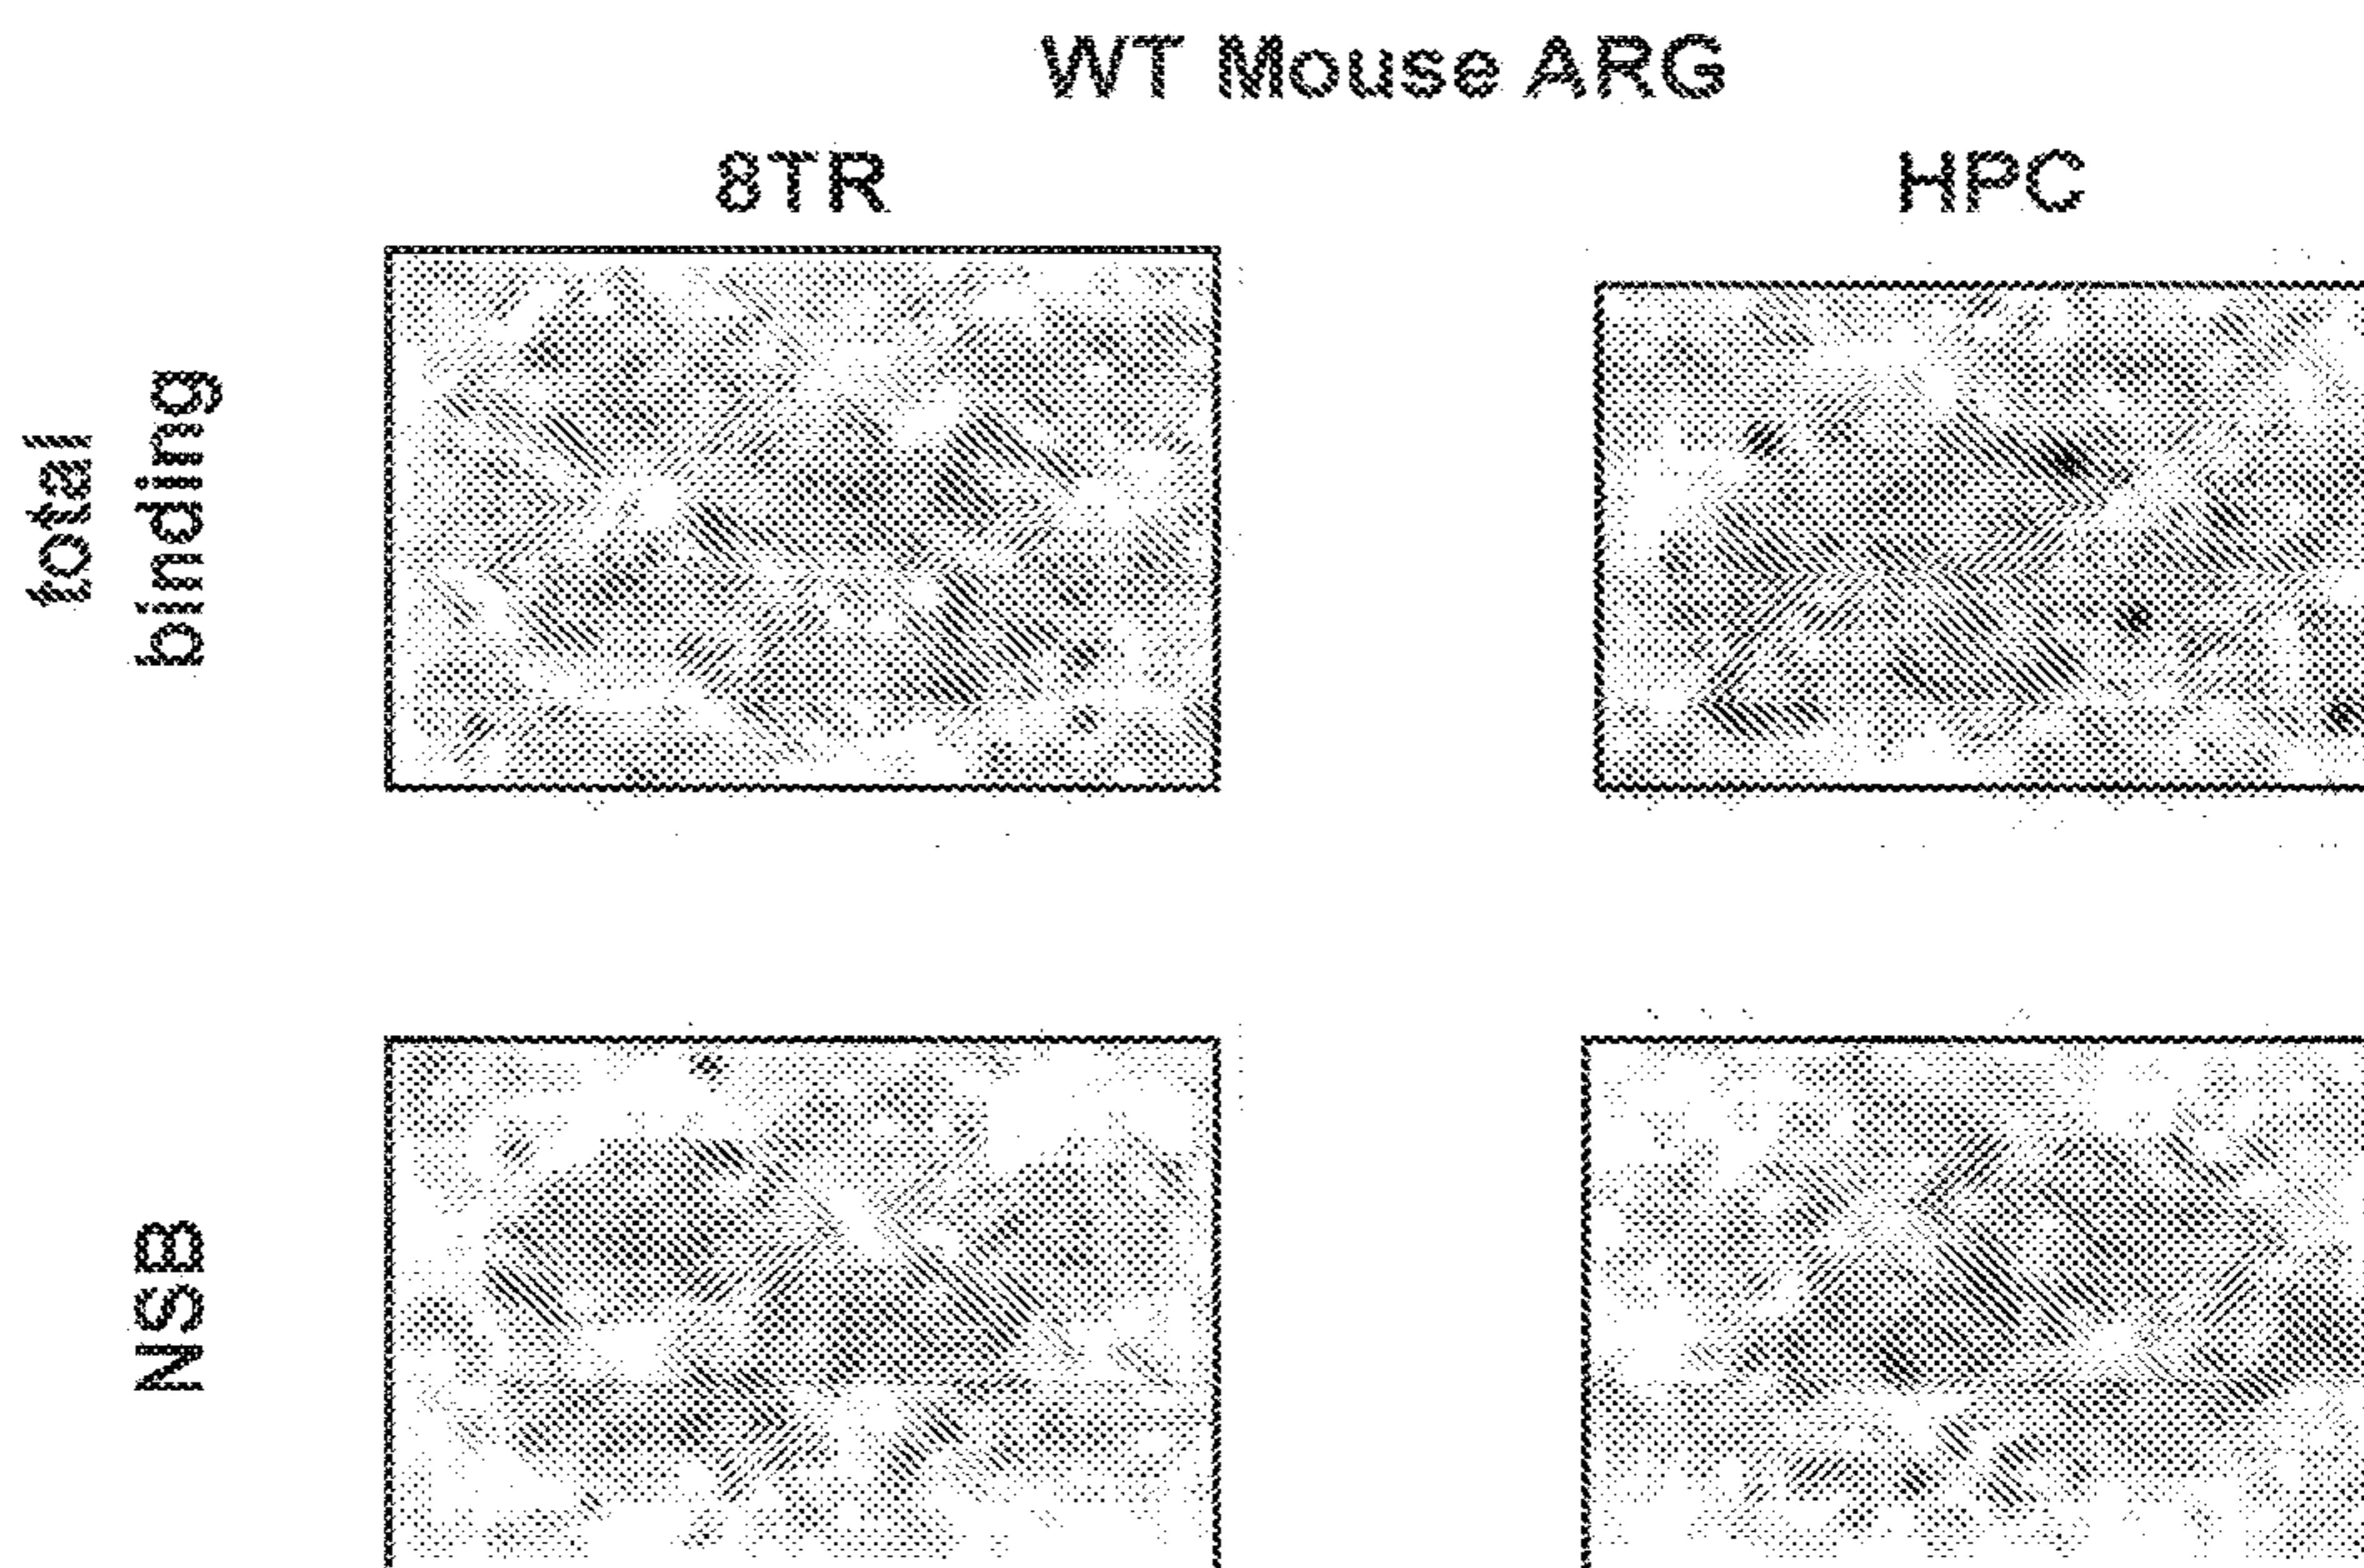 WT Mouse ARG
8TR
HPC
total
binding
NSB